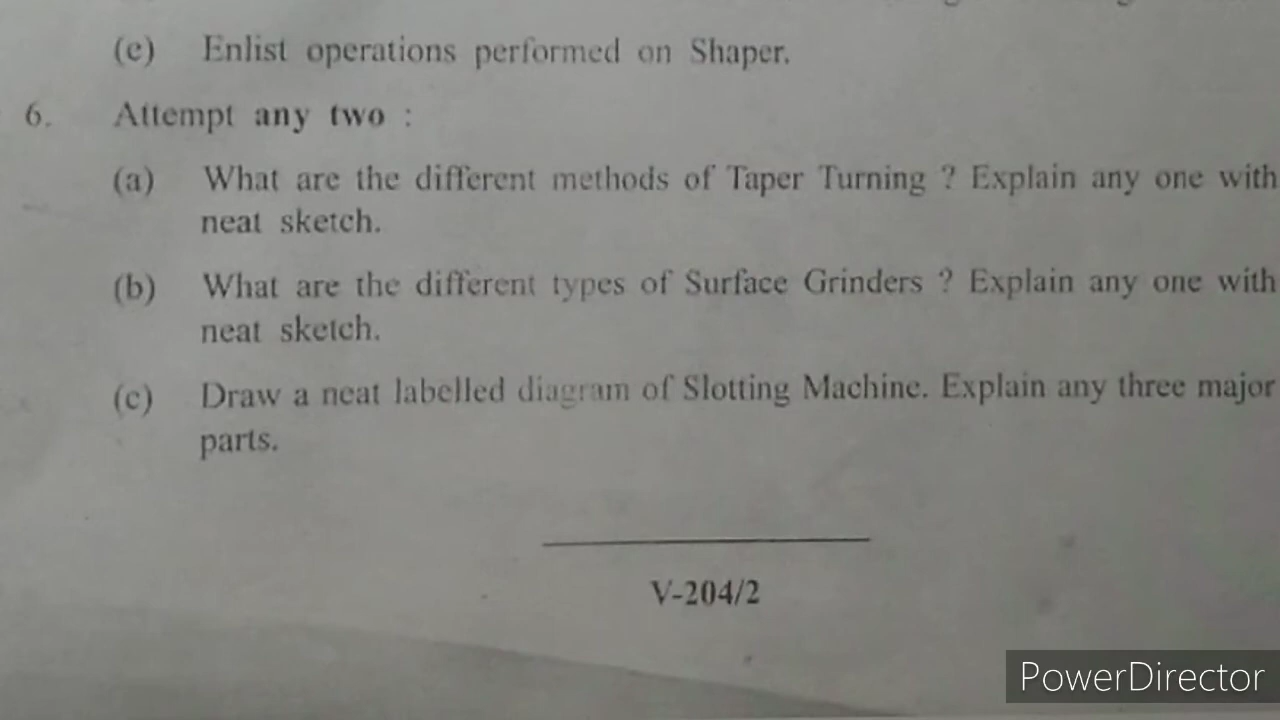 (e) Enlist operations performed on Shaper.
6. Attempt any two :
(a) What are the different methods of Taper Turning ? Explain any one with
neat sketch.
(b) What are the different types of Surface Grinders ? Explain any one with
neat sketch.
(c) Draw a neat labelled diagram of Slotting Machine. Explain any three major
parts.
V-204/2
PowerDirector